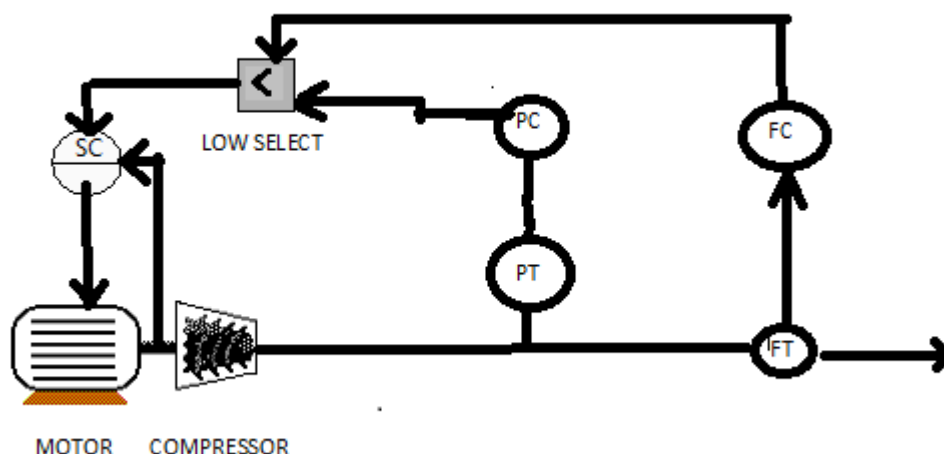 <
LOW SELECT
PC
FC
SC
PT
FT
MOTOR
COMPRESSOR